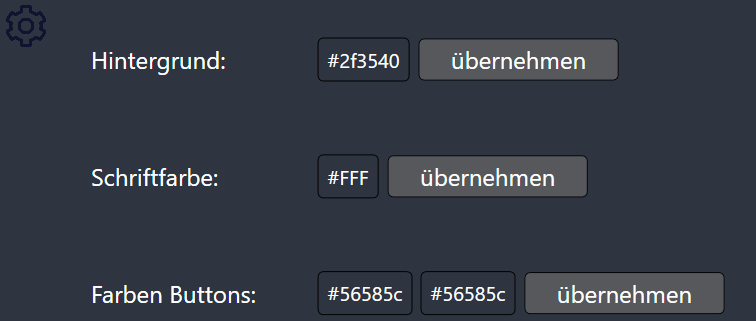 Hintergrund: #2f3540 übernehmen
Schriftfarbe: #FFF übernehmen
Farben Buttons: #56585c #56585c übernehmen